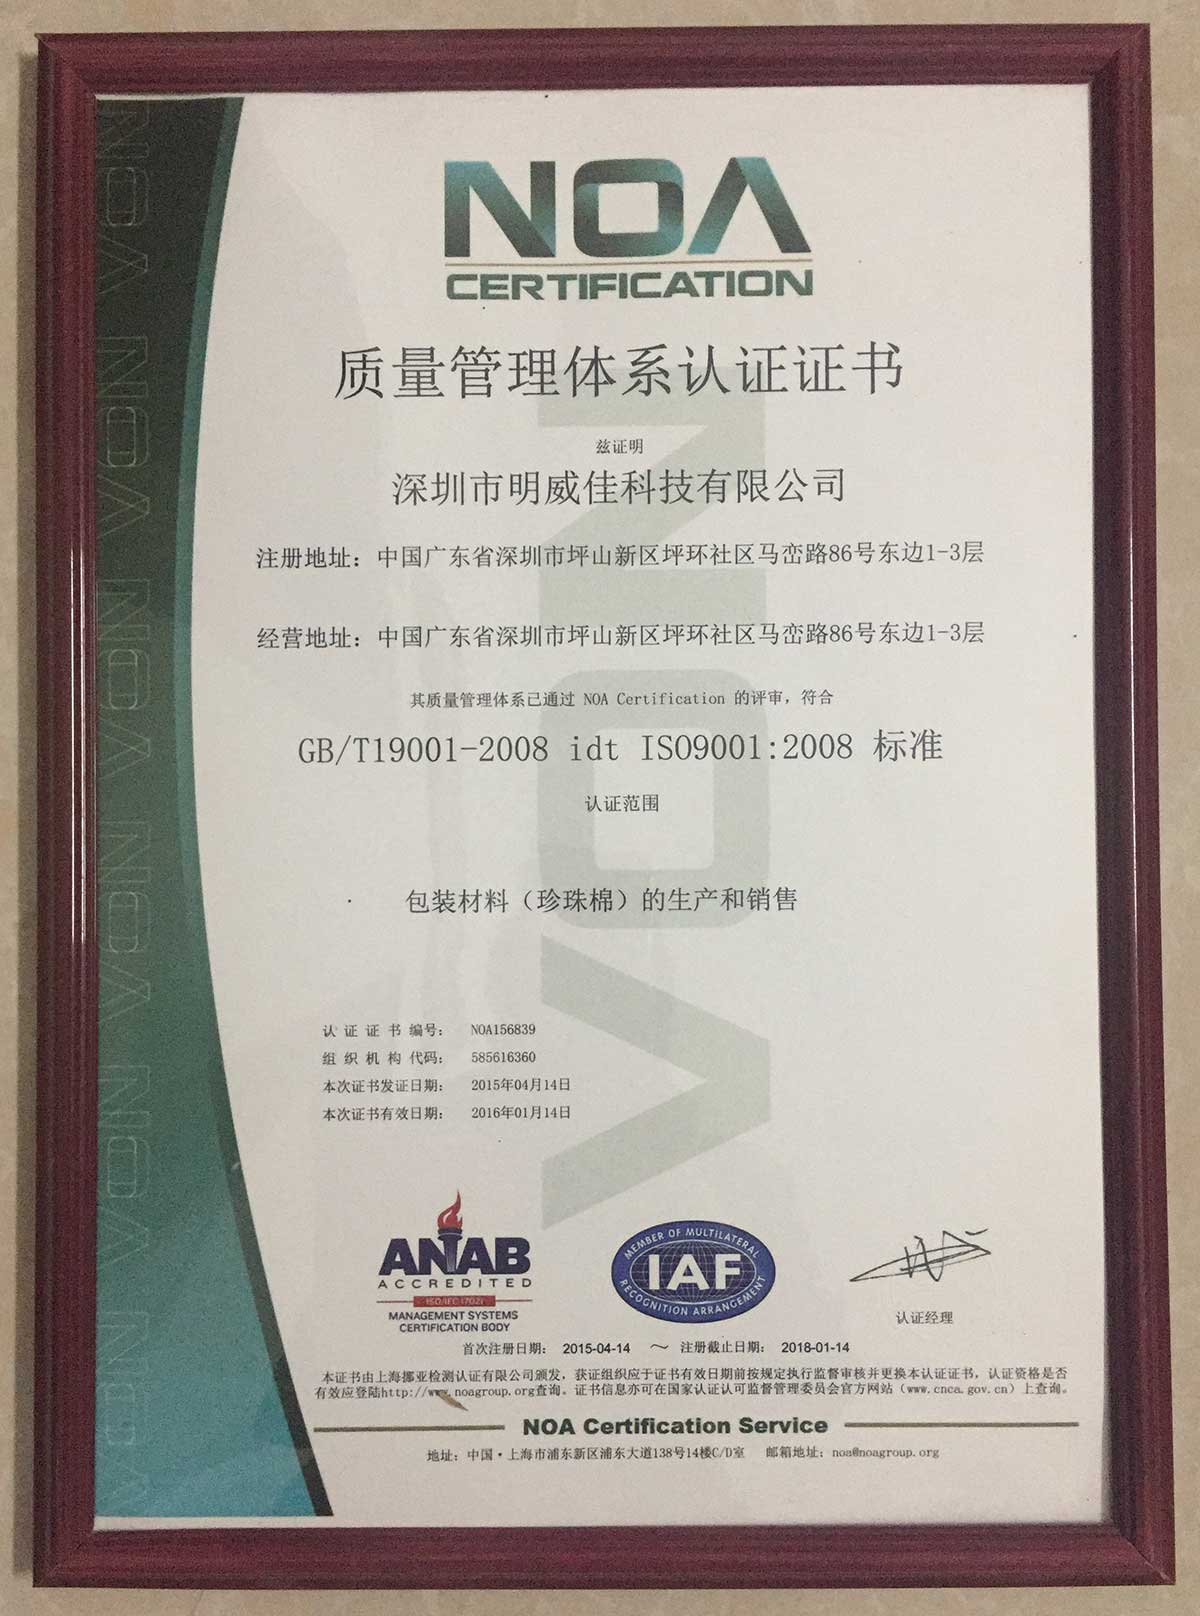 NOA
CERTIFICATION
质量管理体系认证证书
兹证明
深圳市明威佳科技有限公司
注册地址：中国广东省深圳市坪山新区坪环社区马峦路86号东边1-3层
经营地址：中国广东省深圳市坪山新区坪环社区马峦路86号东边1-3层
其质量管理体系已通过 NOA Certification 的评审，符合
GB/T19001-2008 idt ISO9001:2008 标准
认证范围
包装材料（珍珠棉）的生产和销售
认证证书编号： NOA156839
组织机构代码： 585616360
本次证书发证日期： 2015年04月14日
本次证书有效日期： 2016年01月14日
ANAB
ACCREDITED
ISO/IEC 17021
MANAGEMENT SYSTEMS
CERTIFICATION BODY
MEMBER OF MULTILATERAL
IAF
RECOGNITION ARRANGEMENT
认证经理
首次注册日期： 2015-04-14 ～ 注册截止日期： 2018-01-14
本证书由上海挪亚检测认证有限公司颁发，获证组织应于证书有效日期前按规定执行监督审核并更换本认证证书，认证资格是否
有效应登陆http://www.noagroup.org查询。证书信息亦可在国家认证认可监督管理委员会官方网站（www.cnca.gov.cn）上查询。
NOA Certification Service
地址：中国·上海市浦东新区浦东大道138号14楼C/D室 邮箱地址：noa@noagroup.org